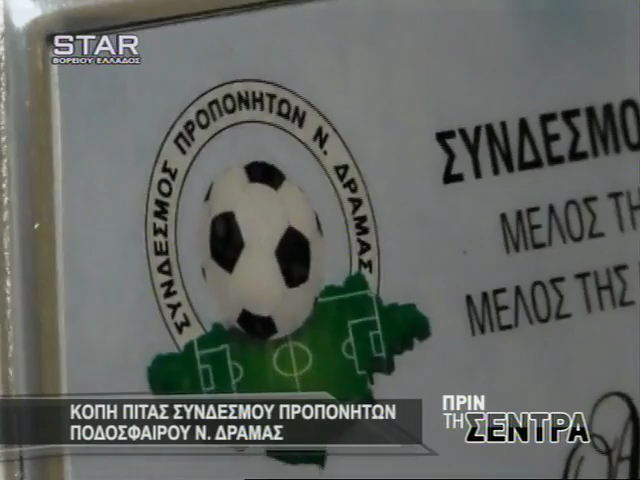 STAR
ΒΟΡΕΙΟΥ ΕΛΛΑΔΟΣ
ΣΥΝΔΕΣΜΟΣ ΠΡΟΠΟΝΗΤΩΝ Ν. ΔΡΑΜΑΣ
ΣΥΝΔΕΣΜΟ
ΜΕΛΟΣ ΤΗ
ΜΕΛΟΣ ΤΗΣ
ΚΟΠΗ ΠΙΤΑΣ ΣΥΝΔΕΣΜΟΥ ΠΡΟΠΟΝΗΤΩΝ
ΠΟΔΟΣΦΑΙΡΟΥ Ν. ΔΡΑΜΑΣ
ΠΡΙΝ
ΤΗ ΣΕΝΤΡΑ